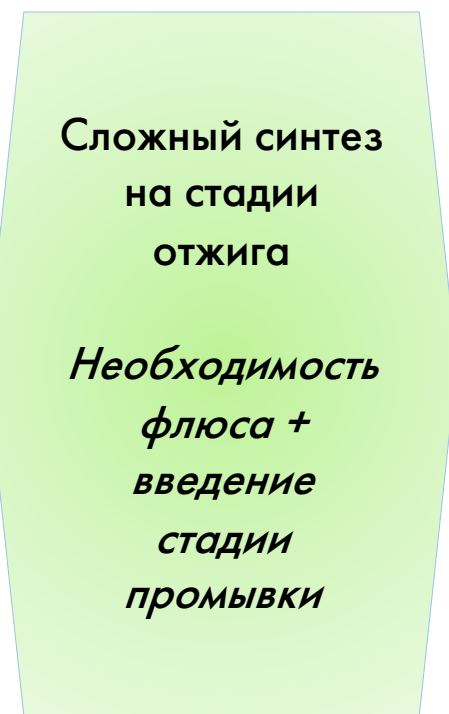 Сложный синтез
на стадии
отжига
Необходимость
флюса +
введение
стадии
промывки